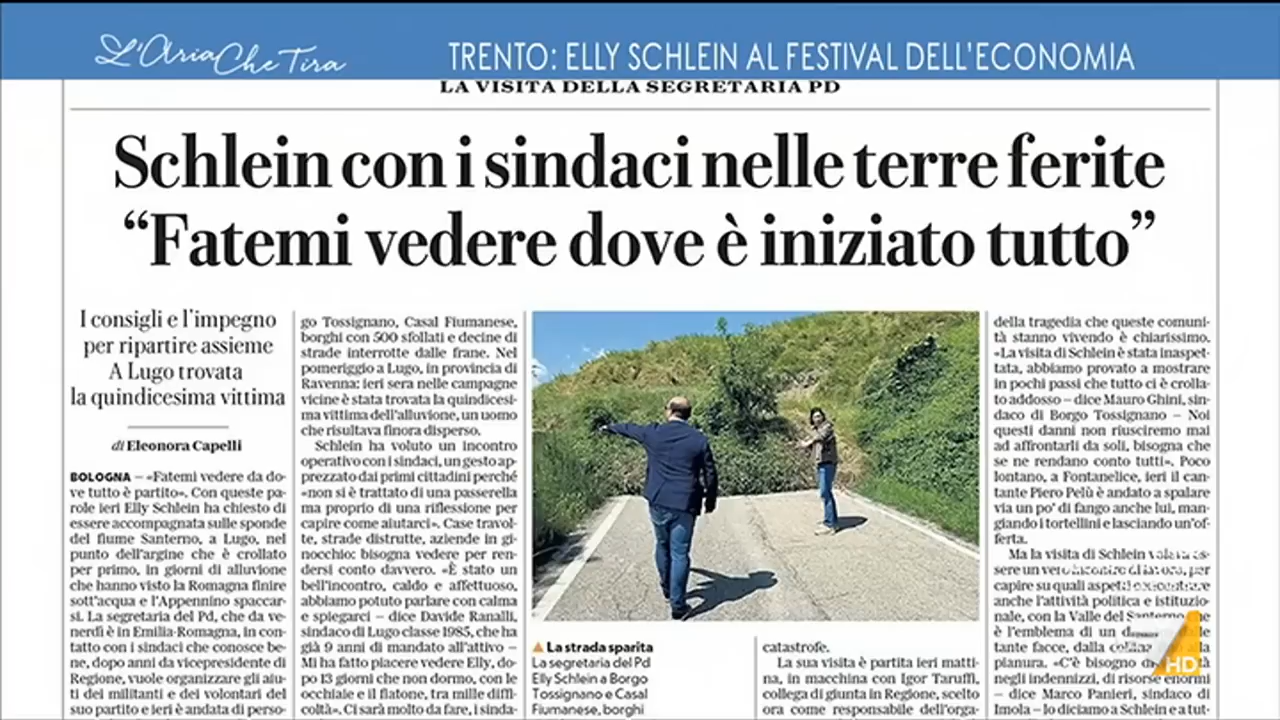 L'Aria Che Tira
TRENTO: ELLY SCHLEIN AL FESTIVAL DELL'ECONOMIA
LA VISITA DELLA SEGRETARIA PD
Schlein con i sindaci nelle terre ferite
“Fatemi vedere dove è iniziato tutto”
I consigli e l'impegno
per ripartire assieme
A Lugo trovata
la quindicesima vittima
di Eleonora Capelli
BOLOGNA – «Fatemi vedere da do-
ve tutto è partito». Con queste pa-
role ieri Elly Schlein ha chiesto di
essere accompagnata sulle sponde
del fiume Santerno, a Lugo, nel
punto dell'argine che è crollato
per primo, in giorni di alluvione
che hanno visto la Romagna finire
sott'acqua e l'Appennino spaccar-
si. La segretaria del Pd, che da ve-
nerdì è in Emilia-Romagna, in con-
tatto con i sindaci che conosce be-
ne, dopo anni da vicepresidente di
Regione, vuole organizzare gli aiu-
ti dei militanti e dei volontari del
suo partito e ieri è andata di perso-
go Tossignano, Casal Fiumanese,
borghi con 500 sfollati e decine di
strade interrotte dalle frane. Nel
pomeriggio a Lugo, in provincia di
Ravenna: ieri sera nelle campagne
vicine è stata trovata la quindicesi-
ma vittima dell'alluvione, un uomo
che risultava finora disperso.
Schlein ha voluto un incontro
operativo con i sindaci, un gesto ap-
prezzato dai primi cittadini perché
«non si è trattato di una passerella
ma proprio di una riflessione per
capire come aiutarci». Case travol-
te, strade distrutte, aziende in gi-
nocchio: bisogna vedere per ren-
dersi conto davvero. «È stato un
bell'incontro, caldo e affettuoso,
abbiamo potuto parlare con calma
e spiegarci – dice Davide Ranalli,
sindaco di Lugo classe 1985, che ha
già 9 anni di mandato all'attivo –
Mi ha fatto piacere vedere Elly, do-
po 13 giorni che non dormo, con le
occhiaie e il fiatone, tra mille diffi-
coltà». Ci sarà molto da fare, i sinda-
La strada sparita
La segretaria del Pd
Elly Schlein a Borgo
Tossignano e Casal
Fiumanese, borghi
catastrofe.
La sua visita è partita ieri matti-
na, in macchina con Igor Taruffi,
collega di giunta in Regione, scelto
ora come responsabile dell'orga-
della tragedia che queste comuni-
tà stanno vivendo è chiarissimo.
«La visita di Schlein è stata inaspet-
tata, abbiamo provato a mostrare
in pochi passi che tutto ci è crolla-
to addosso – dice Mauro Ghini, sin-
daco di Borgo Tossignano – Noi
questi danni non riusciremo mai
ad affrontarli da soli, bisogna che
se ne rendano conto tutti». Poco
lontano, a Fontanelice, ieri il can-
tante Piero Pelù è andato a spalare
via un po' di fango anche lui, man-
giando i tortellini e lasciando un'of-
ferta.
Ma la visita di Schlein voleva es-
sere un vero incontro di lavoro, per
capire su quali aspetti
anche l'attività politica e istituzio-
nale, con la Valle del Santerno che
è l'emblema di un dalle
tante facce, dalla collina alla
pianura. «C'è bisogno di
negli indennizzi, di risorse enormi
– dice Marco Panieri, sindaco di
Imola – lo diciamo a Schlein e a tut-
HD